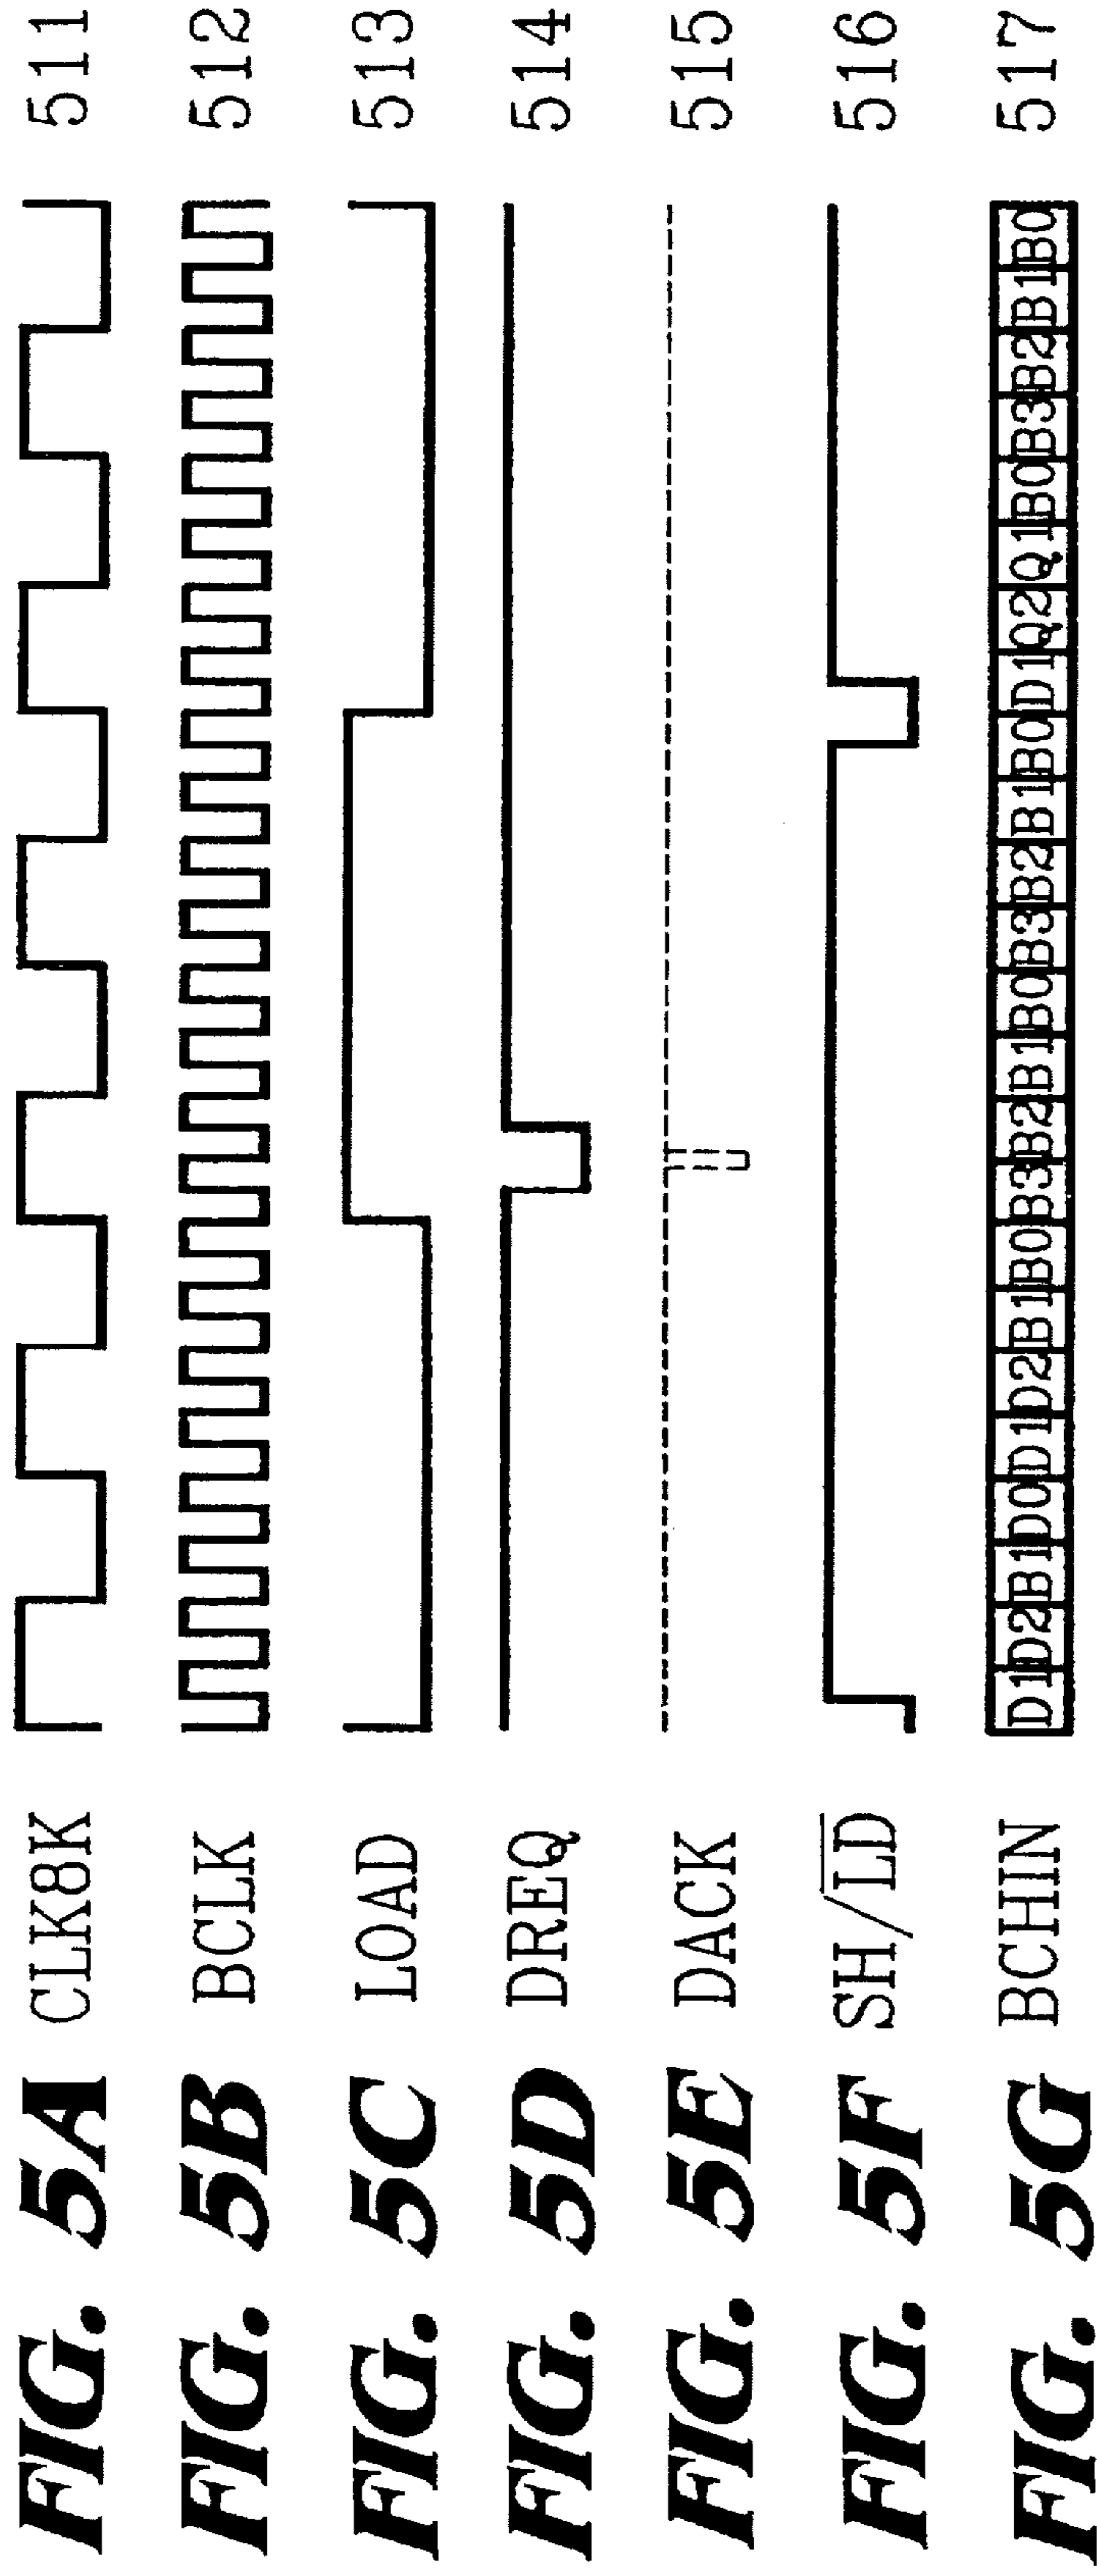 FIG. 5A CLK8K 511
FIG. 5B BCLK 512
FIG. 5C LOAD 513
FIG. 5D DREQ 514
FIG. 5E DACK 515
FIG. 5F SH/L̅D̅ 516
FIG. 5G BCHIN D1 D2 B1 D0 D1 D2 B1 B0 B3 B2 B1 B0 B3 B2 B1 B0 D1 Q2 Q1 B0 B3 B2 B1 B0 517